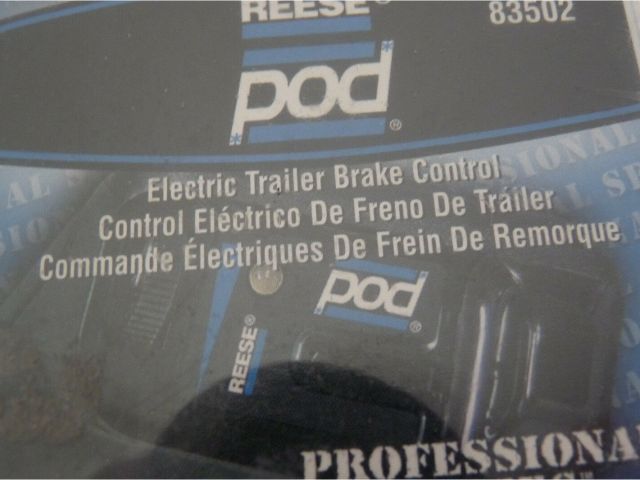 REESE®
83502
pod®
Electric Trailer Brake Control
Control Eléctrico De Freno De Tráiler
Commande Électriques De Frein De Remorque
pod®
REESE®
PROFESSIONA